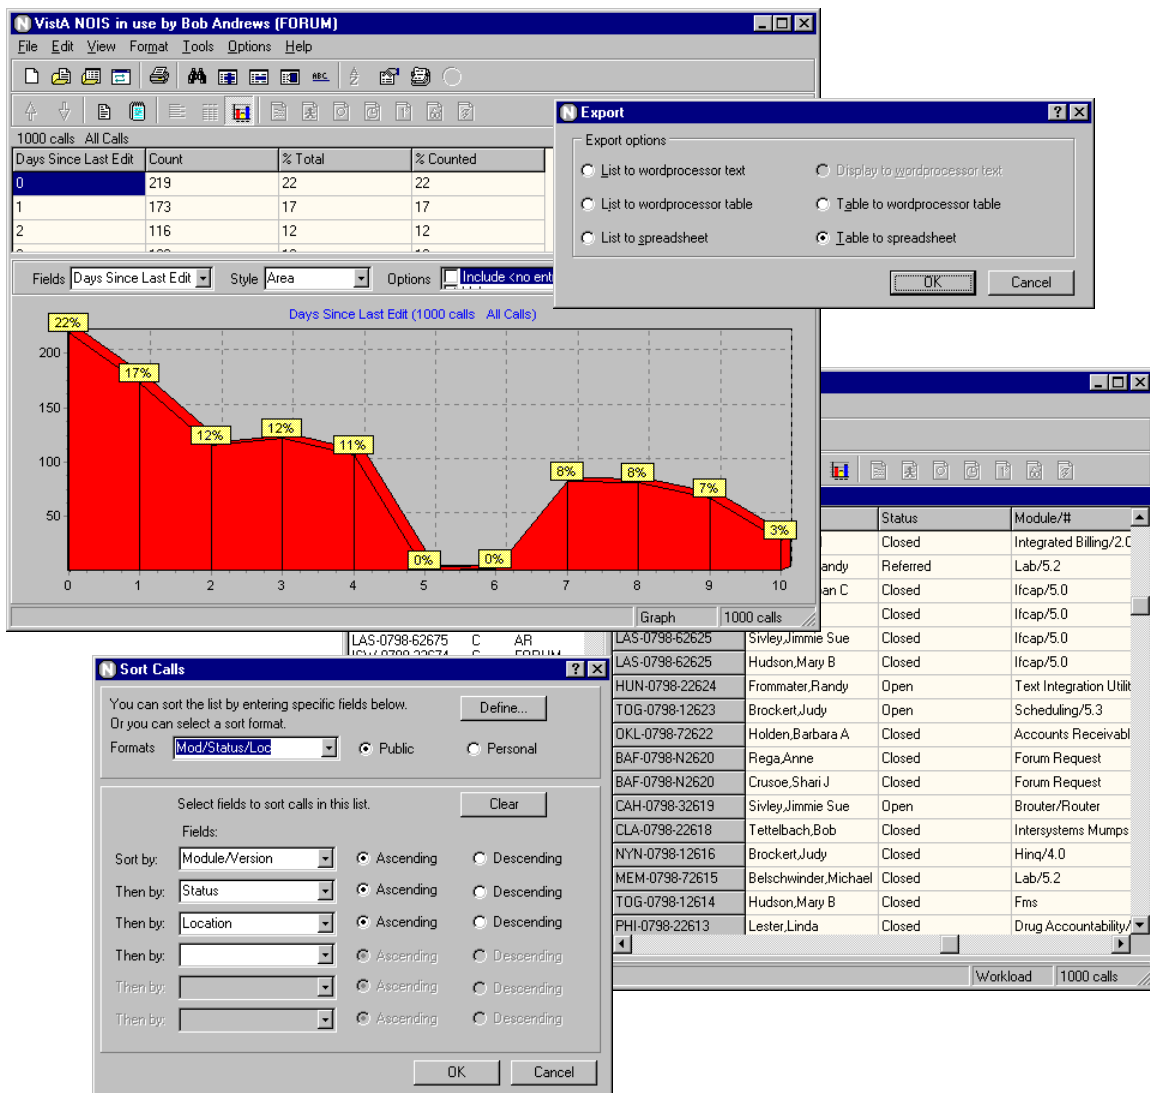 VistA NOIS in use by Bob Andrews (FORUM)
File Edit View Format Tools Options Help
ABC
1000 calls All Calls
Days Since Last Edit Count % Total % Counted
0 219 22 22
1 173 17 17
2 116 12 12
Fields Days Since Last Edit Style Area Options Include <no ent
Days Since Last Edit (1000 calls All Calls)
22%
17%
12%
12%
11%
0%
0%
8%
8%
7%
3%
200
150
100
50
0 1 2 3 4 5 6 7 8 9 10
Graph 1000 calls
Export
Export options
List to wordprocessor text Display to wordprocessor text
List to wordprocessor table Table to wordprocessor table
List to spreadsheet Table to spreadsheet
OK Cancel
Status Module/#
Closed Integrated Billing/2.0
andy Referred Lab/5.2
an C Closed Ifcap/5.0
Closed Ifcap/5.0
LAS-0798-62675 C AR
LAS-0798-62625 Sivley,Jimmie Sue Closed Ifcap/5.0
LAS-0798-62625 Hudson,Mary B Closed Ifcap/5.0
HUN-0798-22624 Frommater,Randy Open Text Integration Utilit
TOG-0798-12623 Brockert,Judy Open Scheduling/5.3
OKL-0798-72622 Holden,Barbara A Closed Accounts Receivabl
BAF-0798-N2620 Rega,Anne Closed Forum Request
BAF-0798-N2620 Crusoe,Shari J Closed Forum Request
CAH-0798-32619 Sivley,Jimmie Sue Open Brouter/Router
CLA-0798-22618 Tettelbach,Bob Closed Intersystems Mumps
NYN-0798-12616 Brockert,Judy Closed Hinq/4.0
MEM-0798-72615 Belschwinder,Michael Closed Lab/5.2
TOG-0798-12614 Hudson,Mary B Closed Fms
PHI-0798-22613 Lester,Linda Closed Drug Accountability/
Workload 1000 calls
Sort Calls
You can sort the list by entering specific fields below.
Or you can select a sort format.
Define...
Formats Mod/Status/Loc Public Personal
Select fields to sort calls in this list. Clear
Fields:
Sort by: Module/Version Ascending Descending
Then by: Status Ascending Descending
Then by: Location Ascending Descending
Then by: Ascending Descending
Then by: Ascending Descending
Then by: Ascending Descending
OK Cancel